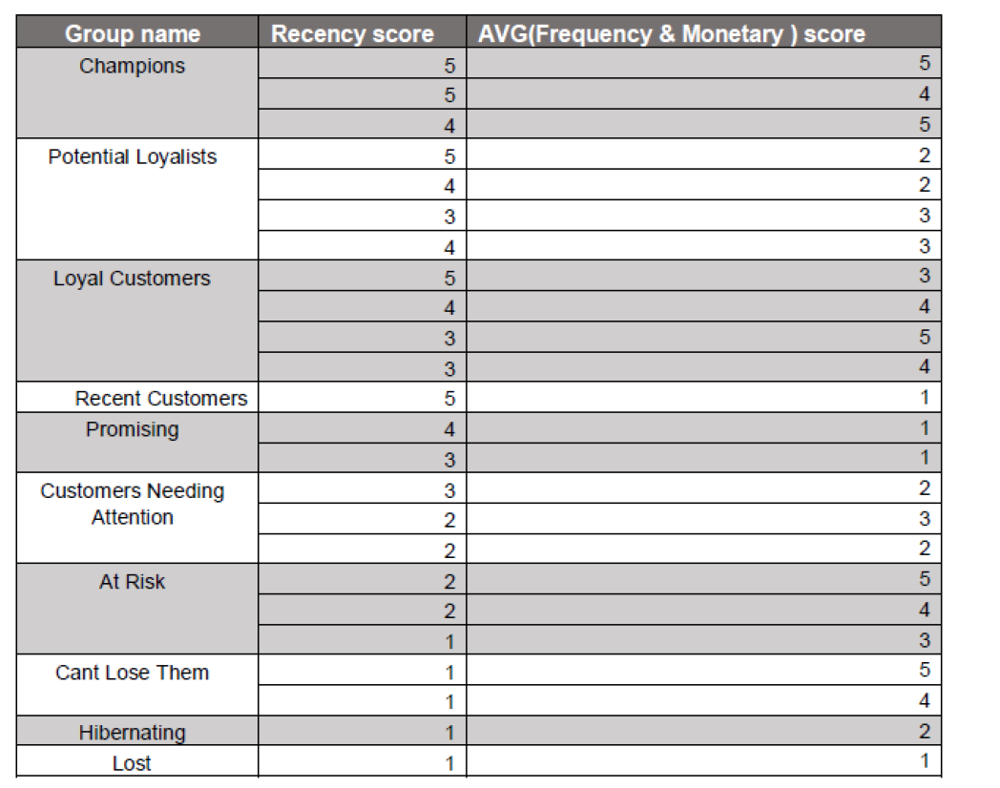 Group name Recency score AVG(Frequency & Monetary ) score
Champions 5 5
5 4
4 5
Potential Loyalists 5 2
4 2
3 3
4 3
Loyal Customers 5 3
4 4
3 5
3 4
Recent Customers 5 1
Promising 4 1
3 1
Customers Needing 3 2
Attention 2 3
2 2
At Risk 2 5
2 4
1 3
Cant Lose Them 1 5
1 4
Hibernating 1 2
Lost 1 1